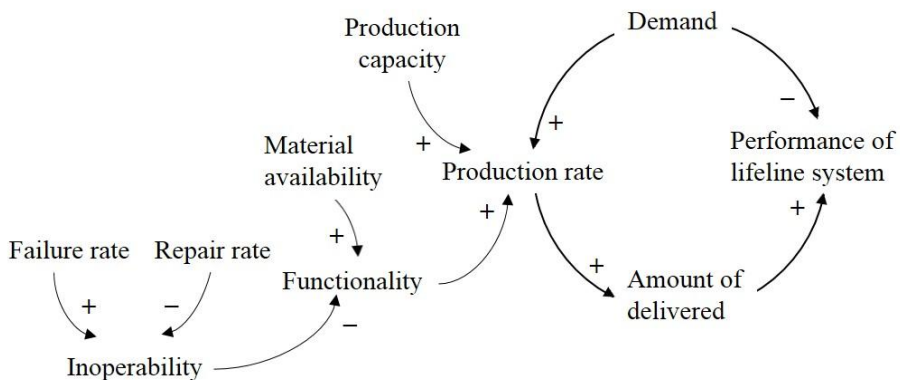 Demand
Production
capacity
+
−
+
Performance of
lifeline system
Material
availability
Production rate
+
+
+
Failure rate
Repair rate
Functionality
+
Amount of
delivered
+
−
−
Inoperability